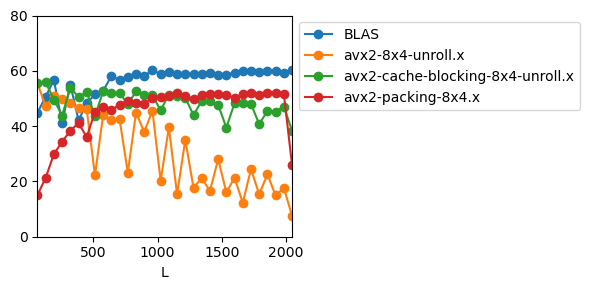 80
60
40
20
0
500
1000
1500
2000
L
BLAS
avx2-8x4-unroll.x
avx2-cache-blocking-8x4-unroll.x
avx2-packing-8x4.x